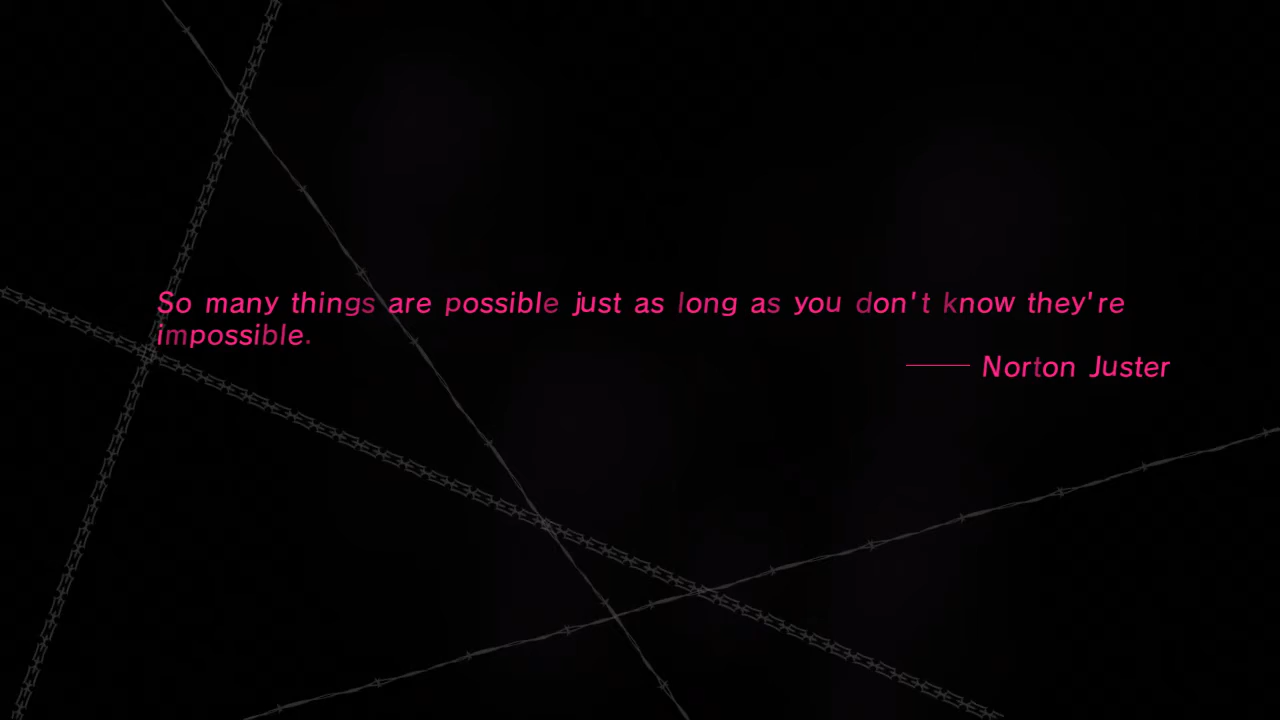 So many things are possible just as long as you don't know they're
impossible.
—— Norton Juster